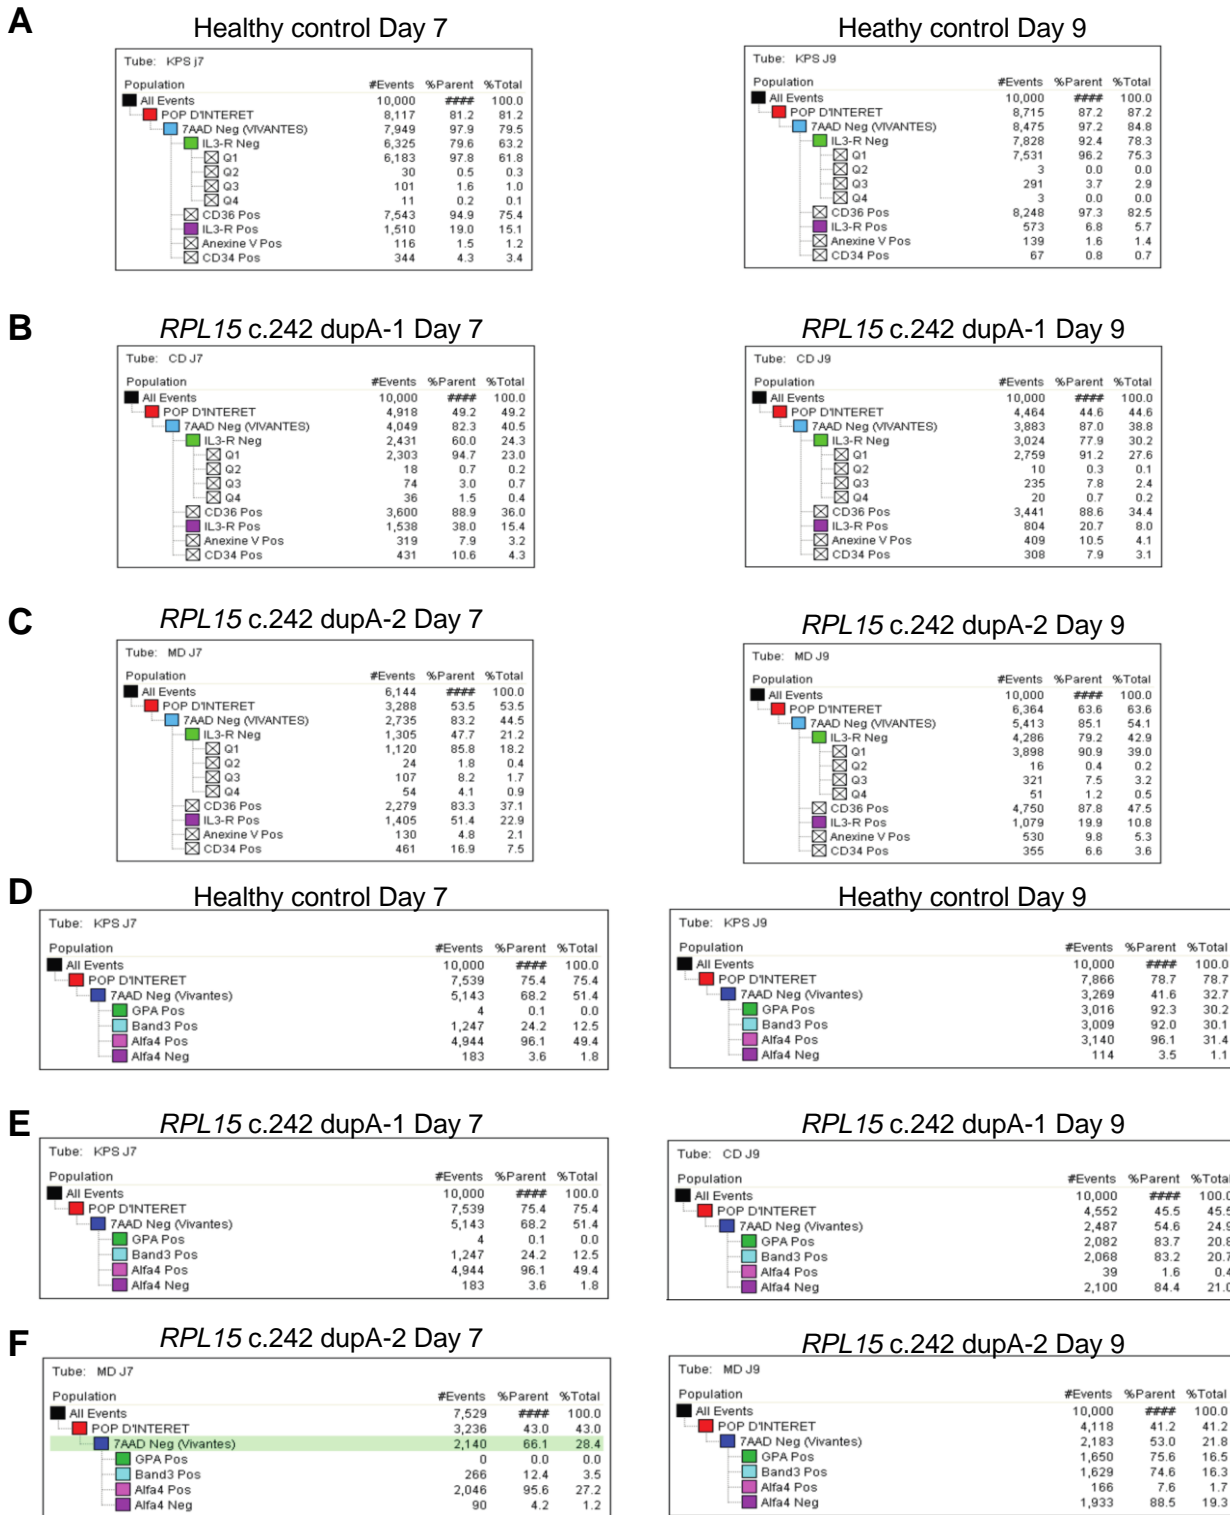 A
Healthy control Day 7
Tube: KPS j7
Population #Events %Parent %Total
All Events 10,000 #### 100.0
POP D'INTERET 8,117 81.2 81.2
7AAD Neg (VIVANTES) 7,949 97.9 79.5
IL3-R Neg 6,325 79.6 63.2
Q1 6,183 97.8 61.8
Q2 30 0.5 0.3
Q3 101 1.6 1.0
Q4 11 0.2 0.1
CD36 Pos 7,543 94.9 75.4
IL3-R Pos 1,510 19.0 15.1
Anexine V Pos 116 1.5 1.2
CD34 Pos 344 4.3 3.4
Heathy control Day 9
Tube: KPS J9
Population #Events %Parent %Total
All Events 10,000 #### 100.0
POP D'INTERET 8,715 87.2 87.2
7AAD Neg (VIVANTES) 8,475 97.2 84.8
IL3-R Neg 7,828 92.4 78.3
Q1 7,531 96.2 75.3
Q2 3 0.0 0.0
Q3 291 3.7 2.9
Q4 3 0.0 0.0
CD36 Pos 8,248 97.3 82.5
IL3-R Pos 573 6.8 5.7
Anexine V Pos 139 1.6 1.4
CD34 Pos 67 0.8 0.7
B
RPL15 c.242 dupA-1 Day 7
Tube: CD J7
Population #Events %Parent %Total
All Events 10,000 #### 100.0
POP D'INTERET 4,918 49.2 49.2
7AAD Neg (VIVANTES) 4,049 82.3 40.5
IL3-R Neg 2,431 60.0 24.3
Q1 2,303 94.7 23.0
Q2 18 0.7 0.2
Q3 74 3.0 0.7
Q4 36 1.5 0.4
CD36 Pos 3,600 88.9 36.0
IL3-R Pos 1,538 38.0 15.4
Anexine V Pos 319 7.9 3.2
CD34 Pos 431 10.6 4.3
RPL15 c.242 dupA-1 Day 9
Tube: CD J9
Population #Events %Parent %Total
All Events 10,000 #### 100.0
POP D'INTERET 4,464 44.6 44.6
7AAD Neg (VIVANTES) 3,883 87.0 38.8
IL3-R Neg 3,024 77.9 30.2
Q1 2,759 91.2 27.6
Q2 10 0.3 0.1
Q3 235 7.8 2.4
Q4 20 0.7 0.2
CD36 Pos 3,441 88.6 34.4
IL3-R Pos 804 20.7 8.0
Anexine V Pos 409 10.5 4.1
CD34 Pos 308 7.9 3.1
C
RPL15 c.242 dupA-2 Day 7
Tube: MD J7
Population #Events %Parent %Total
All Events 6,144 #### 100.0
POP D'INTERET 3,288 53.5 53.5
7AAD Neg (VIVANTES) 2,735 83.2 44.5
IL3-R Neg 1,305 47.7 21.2
Q1 1,120 85.8 18.2
Q2 24 1.8 0.4
Q3 107 8.2 1.7
Q4 54 4.1 0.9
CD36 Pos 2,279 83.3 37.1
IL3-R Pos 1,405 51.4 22.9
Anexine V Pos 130 4.8 2.1
CD34 Pos 461 16.9 7.5
RPL15 c.242 dupA-2 Day 9
Tube: MD J9
Population #Events %Parent %Total
All Events 10,000 #### 100.0
POP D'INTERET 6,364 63.6 63.6
7AAD Neg (VIVANTES) 5,413 85.1 54.1
IL3-R Neg 4,286 79.2 42.9
Q1 3,898 90.9 39.0
Q2 16 0.4 0.2
Q3 321 7.5 3.2
Q4 51 1.2 0.5
CD36 Pos 4,750 87.8 47.5
IL3-R Pos 1,079 19.9 10.8
Anexine V Pos 530 9.8 5.3
CD34 Pos 355 6.6 3.6
D
Healthy control Day 7
Tube: KPS J7
Population #Events %Parent %Total
All Events 10,000 #### 100.0
POP D'INTERET 7,539 75.4 75.4
7AAD Neg (Vivantes) 5,143 68.2 51.4
GPA Pos 4 0.1 0.0
Band3 Pos 1,247 24.2 12.5
Alfa4 Pos 4,944 96.1 49.4
Alfa4 Neg 183 3.6 1.8
Heathy control Day 9
Tube: KPS J9
Population #Events %Parent %Total
All Events 10,000 #### 100.0
POP D'INTERET 7,866 78.7 78.7
7AAD Neg (Vivantes) 3,269 41.6 32.7
GPA Pos 3,016 92.3 30.2
Band3 Pos 3,009 92.0 30.1
Alfa4 Pos 3,140 96.1 31.4
Alfa4 Neg 114 3.5 1.1
E
RPL15 c.242 dupA-1 Day 7
Tube: KPS J7
Population #Events %Parent %Total
All Events 10,000 #### 100.0
POP D'INTERET 7,539 75.4 75.4
7AAD Neg (Vivantes) 5,143 68.2 51.4
GPA Pos 4 0.1 0.0
Band3 Pos 1,247 24.2 12.5
Alfa4 Pos 4,944 96.1 49.4
Alfa4 Neg 183 3.6 1.8
RPL15 c.242 dupA-1 Day 9
Tube: CD J9
Population #Events %Parent %Total
All Events 10,000 #### 100.0
POP D'INTERET 4,552 45.5 45.5
7AAD Neg (Vivantes) 2,487 54.6 24.9
GPA Pos 2,082 83.7 20.8
Band3 Pos 2,068 83.2 20.7
Alfa4 Pos 39 1.6 0.4
Alfa4 Neg 2,100 84.4 21.0
F
RPL15 c.242 dupA-2 Day 7
Tube: MD J7
Population #Events %Parent %Total
All Events 7,529 #### 100.0
POP D'INTERET 3,236 43.0 43.0
7AAD Neg (Vivantes) 2,140 66.1 28.4
GPA Pos 0 0.0 0.0
Band3 Pos 266 12.4 3.5
Alfa4 Pos 2,046 95.6 27.2
Alfa4 Neg 90 4.2 1.2
RPL15 c.242 dupA-2 Day 9
Tube: MD J9
Population #Events %Parent %Total
All Events 10,000 #### 100.0
POP D'INTERET 4,118 41.2 41.2
7AAD Neg (Vivantes) 2,183 53.0 21.8
GPA Pos 1,650 75.6 16.5
Band3 Pos 1,629 74.6 16.3
Alfa4 Pos 166 7.6 1.7
Alfa4 Neg 1,933 88.5 19.3